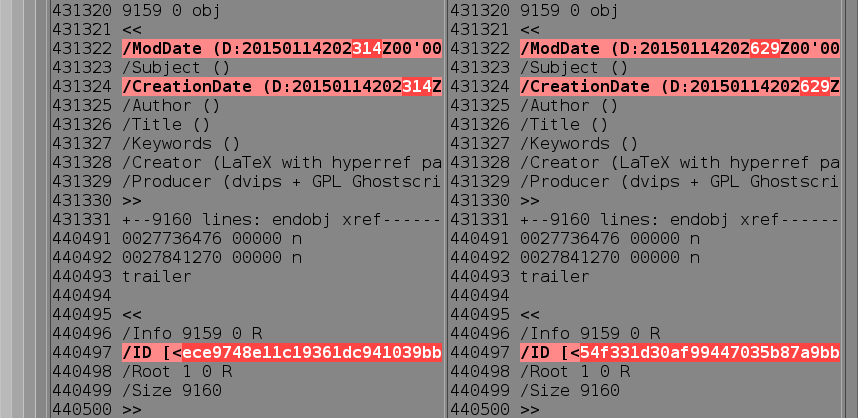 431320 9159 0 obj
431321 <<
431322 /ModDate (D:20150114202314Z00'00
431323 /Subject ()
431324 /CreationDate (D:20150114202314Z
431325 /Author ()
431326 /Title ()
431327 /Keywords ()
431328 /Creator (LaTeX with hyperref pa
431329 /Producer (dvips + GPL Ghostscri
431330 >>
431331 +--9160 lines: endobj xref------
440491 0027736476 00000 n
440492 0027841270 00000 n
440493 trailer
440494
440495 <<
440496 /Info 9159 0 R
440497 /ID [<ece9748e11c19361dc941039bb
440498 /Root 1 0 R
440499 /Size 9160
440500 >>
431320 9159 0 obj
431321 <<
431322 /ModDate (D:20150114202629Z00'00
431323 /Subject ()
431324 /CreationDate (D:20150114202629Z
431325 /Author ()
431326 /Title ()
431327 /Keywords ()
431328 /Creator (LaTeX with hyperref pa
431329 /Producer (dvips + GPL Ghostscri
431330 >>
431331 +--9160 lines: endobj xref------
440491 0027736476 00000 n
440492 0027841270 00000 n
440493 trailer
440494
440495 <<
440496 /Info 9159 0 R
440497 /ID [<54f331d30af99447035b87a9bb
440498 /Root 1 0 R
440499 /Size 9160
440500 >>